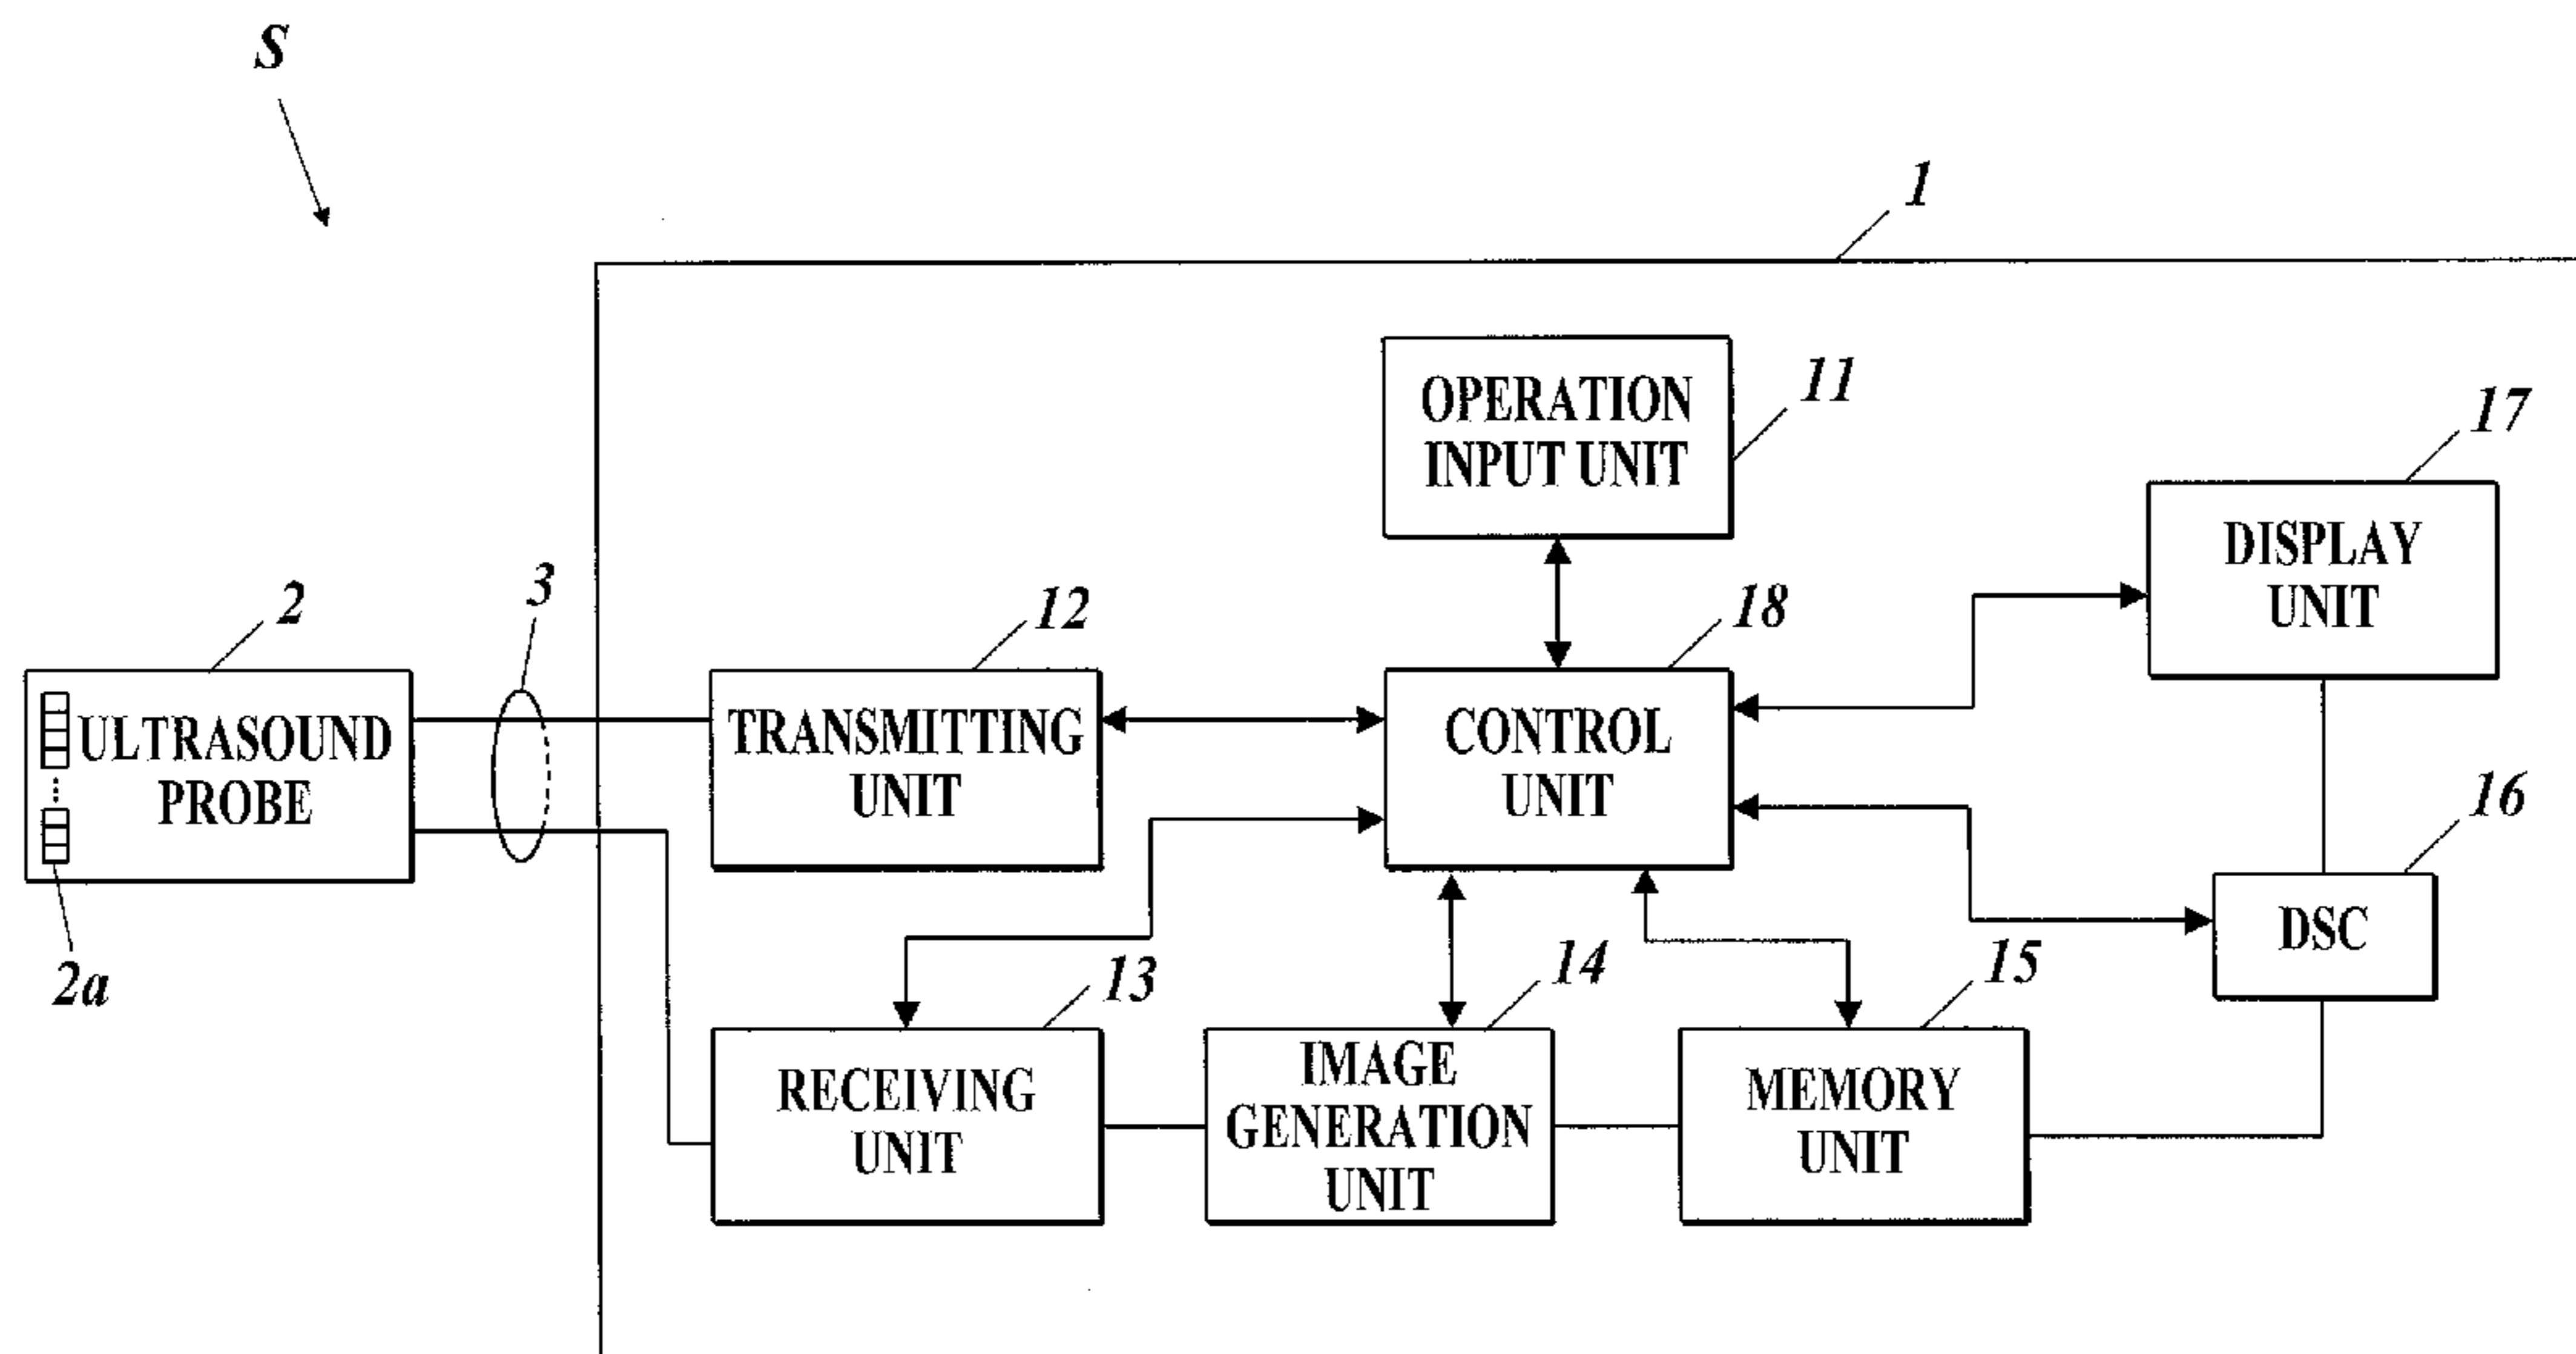 S
1
OPERATION
INPUT UNIT
11
17
DISPLAY
UNIT
2
3
12
18
ULTRASOUND
PROBE
TRANSMITTING
UNIT
CONTROL
UNIT
16
DSC
2a
13
14
15
RECEIVING
UNIT
IMAGE
GENERATION
UNIT
MEMORY
UNIT